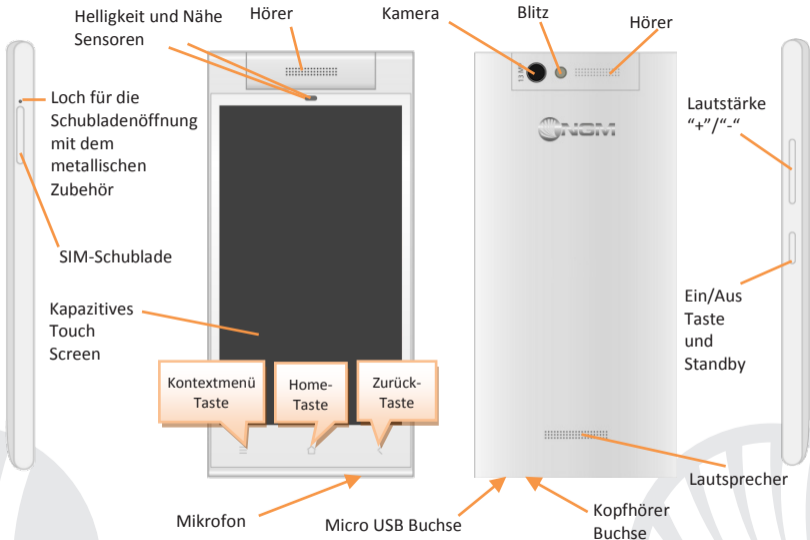 Helligkeit und Nähe
Sensoren
Hörer
Kamera
Blitz
Hörer
13 M
Loch für die
Schubladenöffnung
mit dem
metallischen
Zubehör
NGM
Lautstärke
“+”/“-“
SIM-Schublade
Kapazitives
Touch
Screen
Ein/Aus
Taste
und
Standby
Kontextmenü
Taste
Home-
Taste
Zurück-
Taste
Lautsprecher
Mikrofon
Micro USB Buchse
Kopfhörer
Buchse